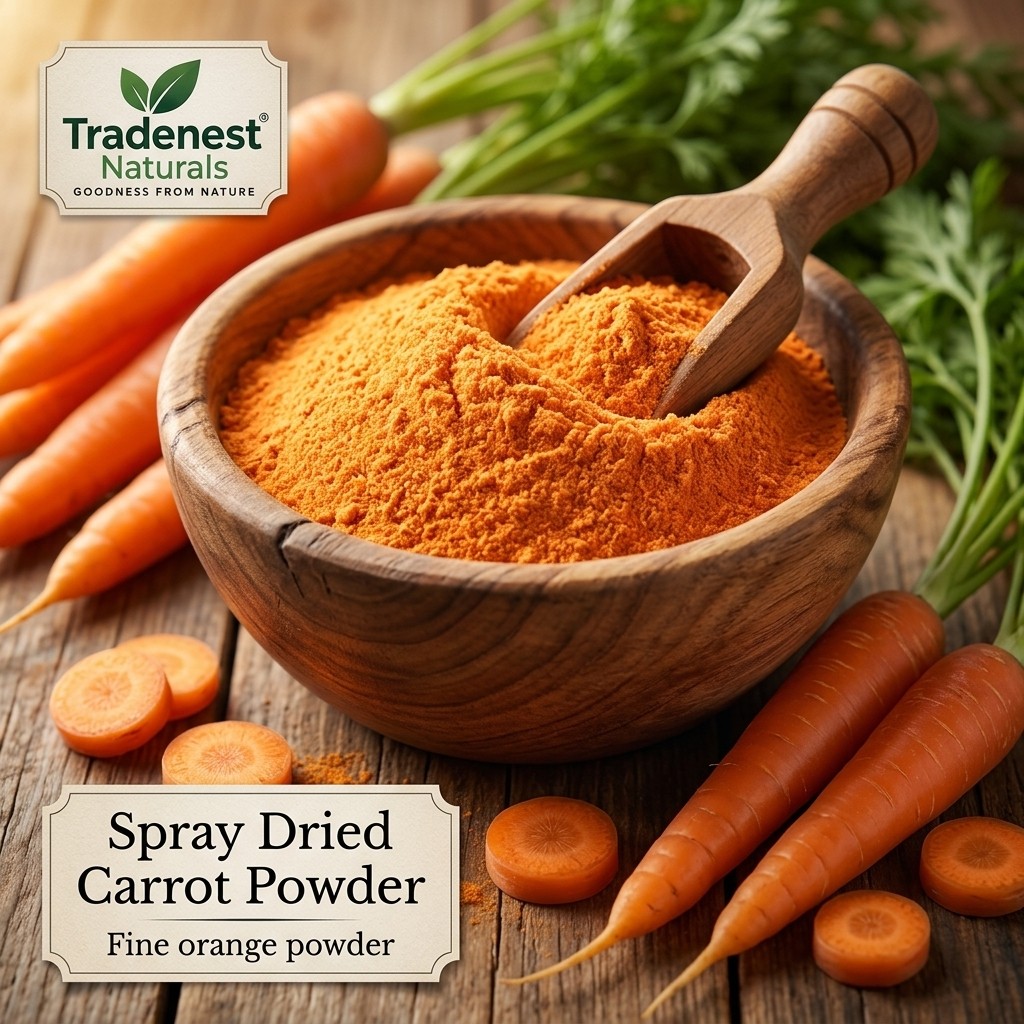 Tradenest®
Naturals
GOODNESS FROM NATURE
Spray Dried
Carrot Powder
Fine orange powder